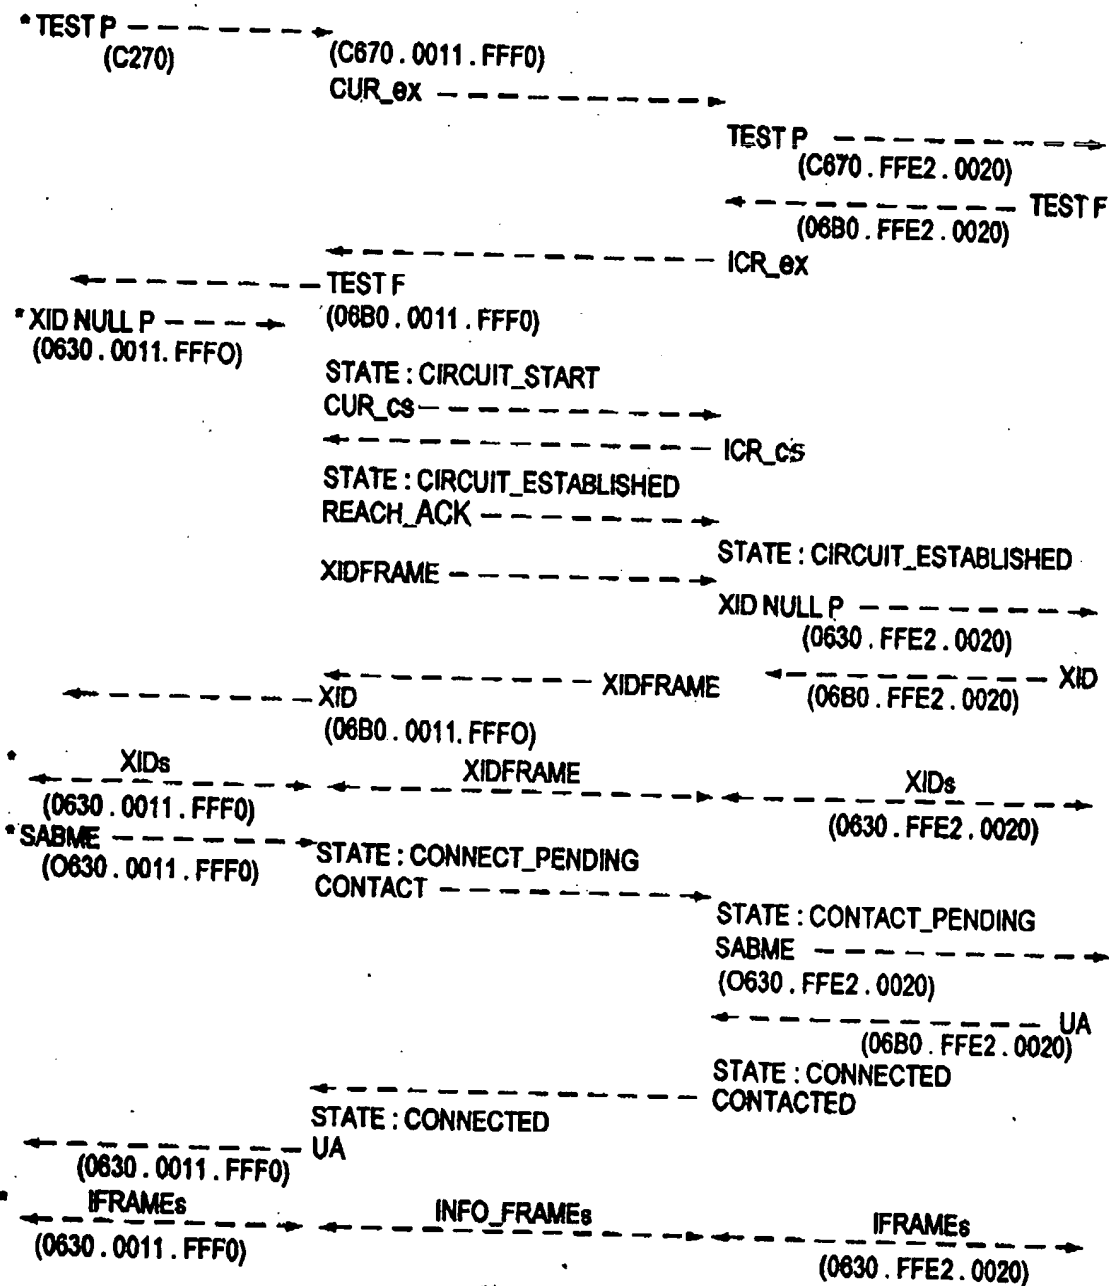 * TEST P
(C270)
(C670.0011.FFF0)
CUR_ex
TEST P
(C670.FFE2.0020)
TEST F
(06B0.FFE2.0020)
ICR_ex
TEST F
(06B0.0011.FFF0)
* XID NULL P
(0630.0011.FFFO)
STATE : CIRCUIT_START
CUR_cs
ICR_cs
STATE : CIRCUIT_ESTABLISHED
REACH_ACK
STATE : CIRCUIT_ESTABLISHED
XIDFRAME
XID NULL P
(0630.FFE2.0020)
XIDFRAME
XID
(06B0.FFE2.0020)
XID
(06B0.0011.FFFO)
* XIDs
XIDFRAME
XIDs
(0630.0011.FFF0)
(0630.FFE2.0020)
* SABME
(O630.0011.FFF0)
STATE : CONNECT_PENDING
CONTACT
STATE : CONTACT_PENDING
SABME
(O630.FFE2.0020)
UA
(06B0.FFE2.0020)
STATE : CONNECTED
CONTACTED
STATE : CONNECTED
UA
(0630.0011.FFF0)
* IFRAMEs
INFO_FRAMEs
IFRAMEs
(0630.0011.FFF0)
(0630.FFE2.0020)